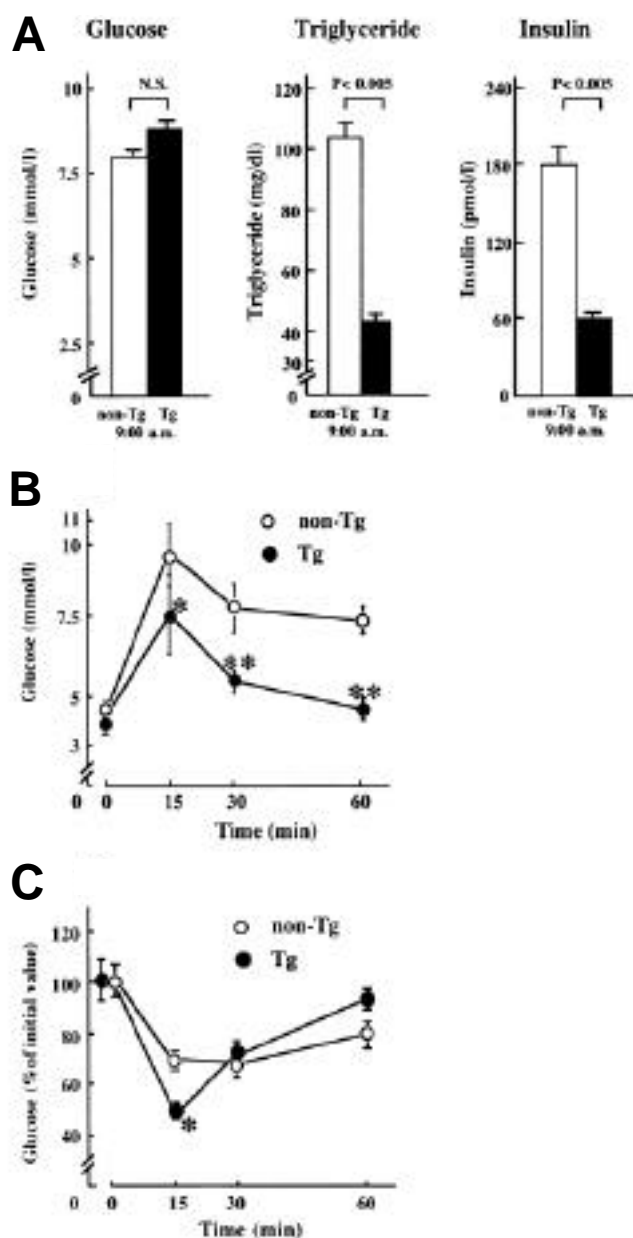 A
Glucose
Triglyceride
Insulin
10
7.5
5
2.5
0
Glucose (mmol/l)
N.S.
non-Tg Tg
9:00 a.m.
120
100
80
60
40
30
0
Triglyceride (mg/dl)
P< 0.005
non-Tg Tg
9:00 a.m.
240
180
120
60
0
Insulin (pmol/l)
P< 0.005
non-Tg Tg
9:00 a.m.
B
11
10
7.5
5
3
0
Glucose (mmol/l)
non-Tg
Tg
*
**
**
0 15 30 60
Time (min)
C
120
100
80
60
40
0
Glucose (% of initial value)
non-Tg
Tg
*
0 15 30 60
Time (min)